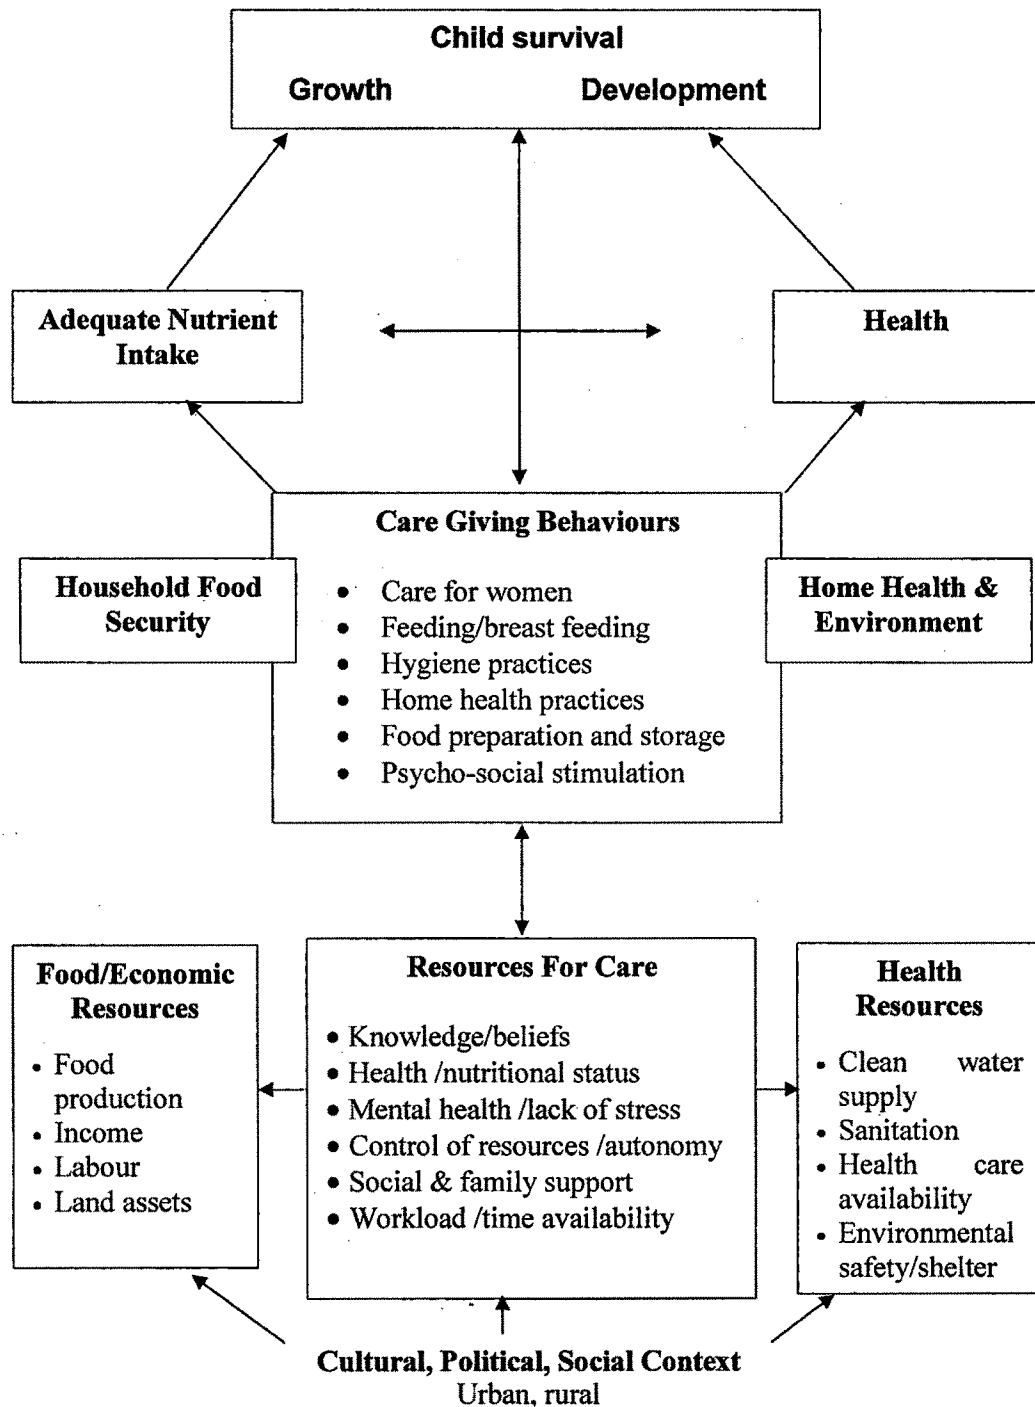 Child survival
Growth Development
Adequate Nutrient
Intake
Health
Care Giving Behaviours
• Care for women
• Feeding/breast feeding
• Hygiene practices
• Home health practices
• Food preparation and storage
• Psycho-social stimulation
Household Food
Security
Home Health &
Environment
Food/Economic
Resources
• Food
production
• Income
• Labour
• Land assets
Resources For Care
• Knowledge/beliefs
• Health /nutritional status
• Mental health /lack of stress
• Control of resources /autonomy
• Social & family support
• Workload /time availability
Health
Resources
• Clean water
supply
• Sanitation
• Health care
availability
• Environmental
safety/shelter
Cultural, Political, Social Context
Urban, rural